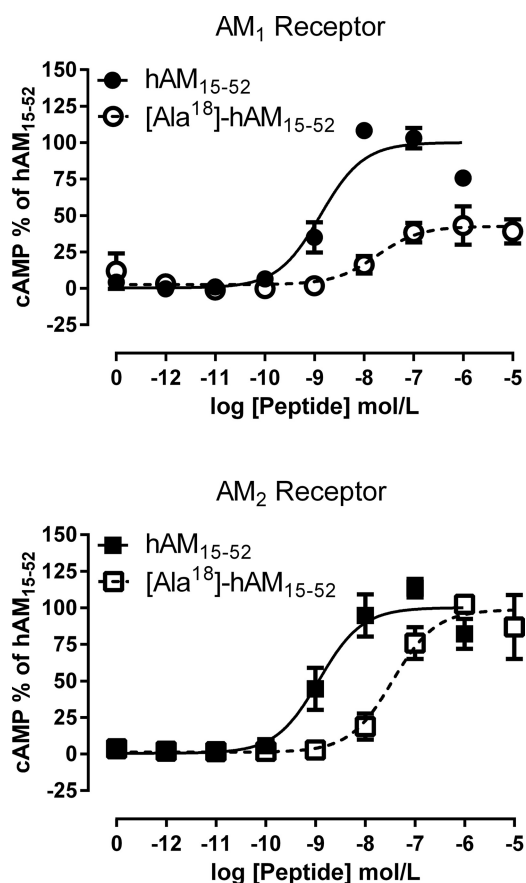 AM₁ Receptor
150
125
100
75
50
25
0
-25
cAMP % of hAM₁₅₋₅₂
hAM₁₅₋₅₂
[Ala¹⁸]-hAM₁₅₋₅₂
0 -12 -11 -10 -9 -8 -7 -6 -5
log [Peptide] mol/L
AM₂ Receptor
150
125
100
75
50
25
0
-25
cAMP % of hAM₁₅₋₅₂
hAM₁₅₋₅₂
[Ala¹⁸]-hAM₁₅₋₅₂
0 -12 -11 -10 -9 -8 -7 -6 -5
log [Peptide] mol/L